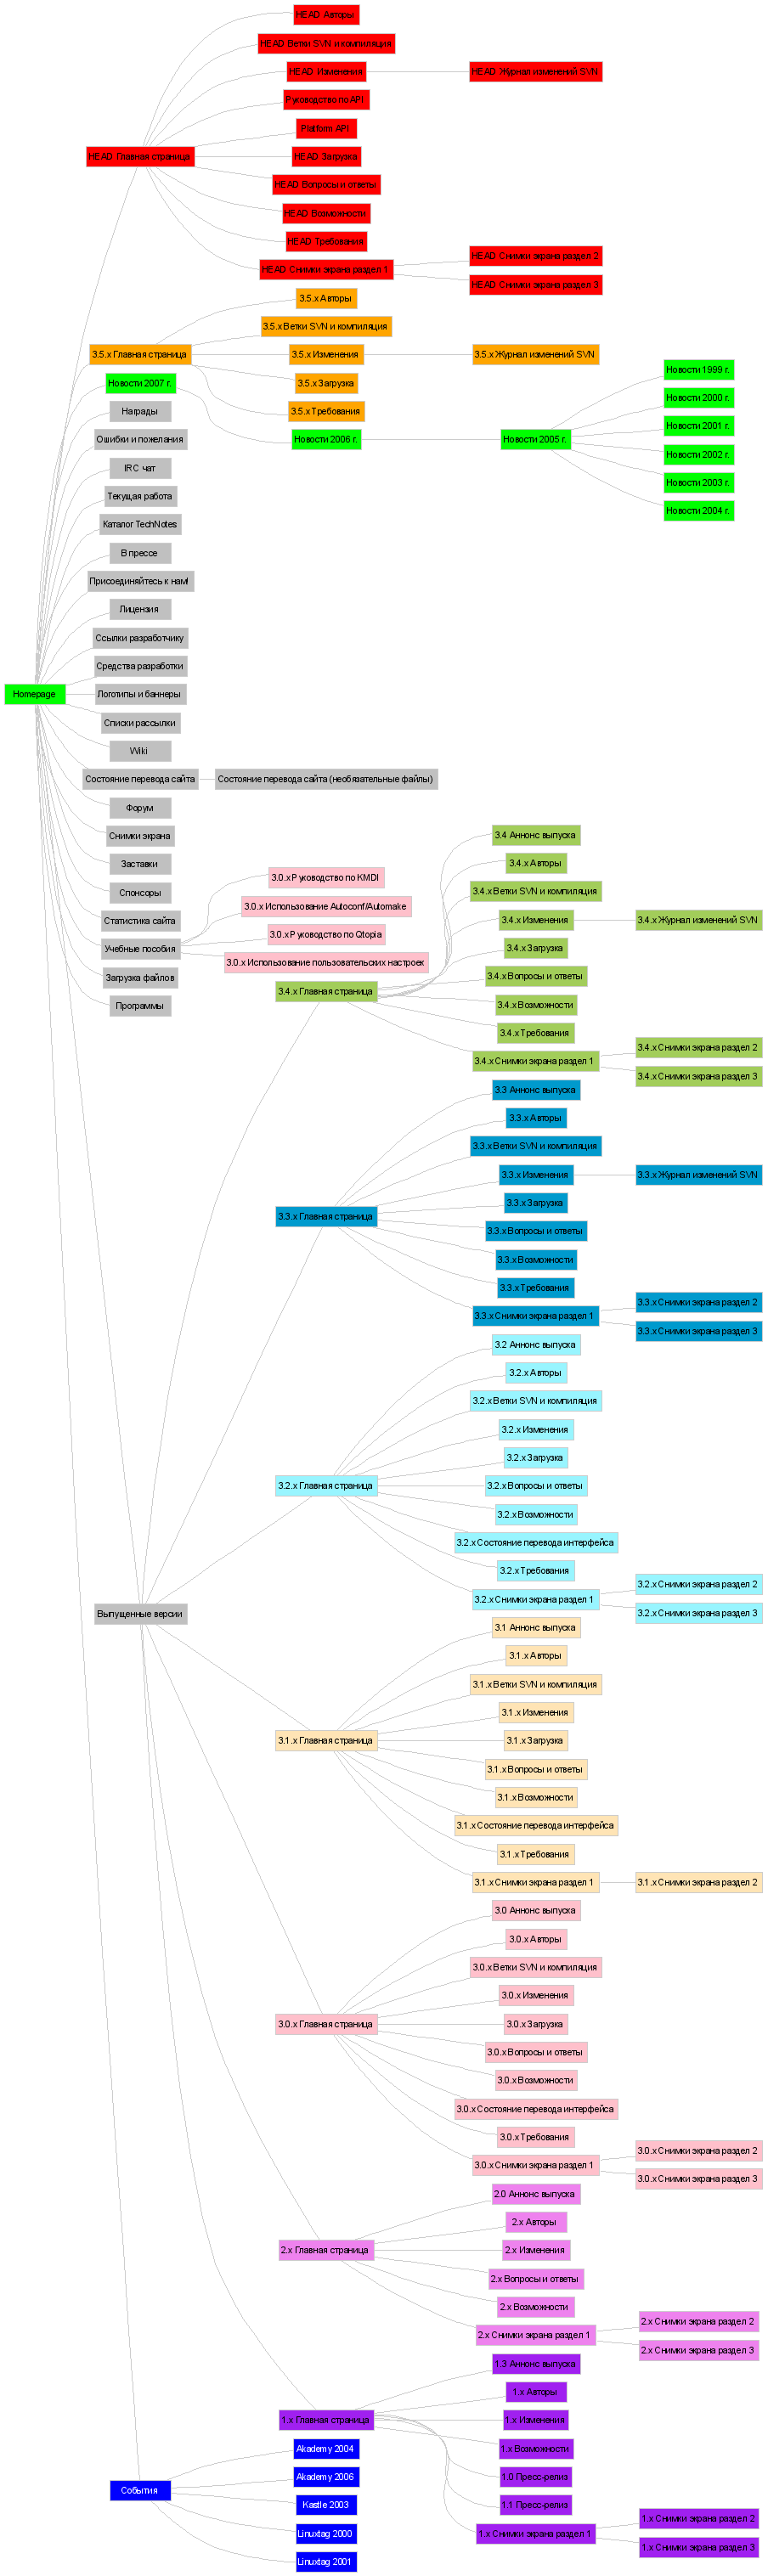 HEAD Авторы
HEAD Ветки SVN и компиляция
HEAD Изменения
HEAD Журнал изменений SVN
Руководство по API
Platform API
HEAD Главная страница
HEAD Загрузка
HEAD Вопросы и ответы
HEAD Возможности
HEAD Требования
HEAD Снимки экрана раздел 1
HEAD Снимки экрана раздел 2
HEAD Снимки экрана раздел 3
3.5.x Авторы
3.5.x Ветки SVN и компиляция
3.5.x Главная страница
3.5.x Изменения
3.5.x Журнал изменений SVN
3.5.x Загрузка
3.5.x Требования
Новости 2007 г.
Новости 2006 г.
Новости 2005 г.
Новости 1999 г.
Новости 2000 г.
Новости 2001 г.
Новости 2002 г.
Новости 2003 г.
Новости 2004 г.
Награды
Ошибки и пожелания
IRC чат
Текущая работа
Каталог TechNotes
В прессе
Присоединяйтесь к нам!
Лицензия
Ссылки разработчику
Средства разработки
Homepage
Логотипы и баннеры
Списки рассылки
Wiki
Состояние перевода сайта
Состояние перевода сайта (необязательные файлы)
Форум
Снимки экрана
Заставки
Спонсоры
Статистика сайта
Учебные пособия
Загрузка файлов
Программы
3.0.x Руководство по KMDI
3.0.x Использование Autoconf/Automake
3.0.x Руководство по Qtopia
3.0.x Использование пользовательских настроек
3.4 Анонс выпуска
3.4.x Авторы
3.4.x Ветки SVN и компиляция
3.4.x Изменения
3.4.x Журнал изменений SVN
3.4.x Загрузка
3.4.x Вопросы и ответы
3.4.x Главная страница
3.4.x Возможности
3.4.x Требования
3.4.x Снимки экрана раздел 1
3.4.x Снимки экрана раздел 2
3.4.x Снимки экрана раздел 3
3.3 Анонс выпуска
3.3.x Авторы
3.3.x Ветки SVN и компиляция
3.3.x Изменения
3.3.x Журнал изменений SVN
3.3.x Загрузка
3.3.x Главная страница
3.3.x Вопросы и ответы
3.3.x Возможности
3.3.x Требования
3.3.x Снимки экрана раздел 1
3.3.x Снимки экрана раздел 2
3.3.x Снимки экрана раздел 3
3.2 Анонс выпуска
3.2.x Авторы
3.2.x Ветки SVN и компиляция
3.2.x Изменения
3.2.x Загрузка
3.2.x Главная страница
3.2.x Вопросы и ответы
3.2.x Возможности
3.2.x Состояние перевода интерфейса
3.2.x Требования
3.2.x Снимки экрана раздел 1
3.2.x Снимки экрана раздел 2
3.2.x Снимки экрана раздел 3
Выпущенные версии
3.1 Анонс выпуска
3.1.x Авторы
3.1.x Ветки SVN и компиляция
3.1.x Изменения
3.1.x Главная страница
3.1.x Загрузка
3.1.x Вопросы и ответы
3.1.x Возможности
3.1.x Состояние перевода интерфейса
3.1.x Требования
3.1.x Снимки экрана раздел 1
3.1.x Снимки экрана раздел 2
3.0 Анонс выпуска
3.0.x Авторы
3.0.x Ветки SVN и компиляция
3.0.x Изменения
3.0.x Главная страница
3.0.x Загрузка
3.0.x Вопросы и ответы
3.0.x Возможности
3.0.x Состояние перевода интерфейса
3.0.x Требования
3.0.x Снимки экрана раздел 1
3.0.x Снимки экрана раздел 2
3.0.x Снимки экрана раздел 3
2.0 Анонс выпуска
2.x Авторы
2.x Главная страница
2.x Изменения
2.x Вопросы и ответы
2.x Возможности
2.x Снимки экрана раздел 1
2.x Снимки экрана раздел 2
2.x Снимки экрана раздел 3
1.3 Анонс выпуска
1.x Авторы
1.x Главная страница
1.x Изменения
1.x Возможности
1.0 Пресс-релиз
1.1 Пресс-релиз
1.x Снимки экрана раздел 1
1.x Снимки экрана раздел 2
1.x Снимки экрана раздел 3
События
Akademy 2004
Akademy 2006
Kastle 2003
Linuxtag 2000
Linuxtag 2001